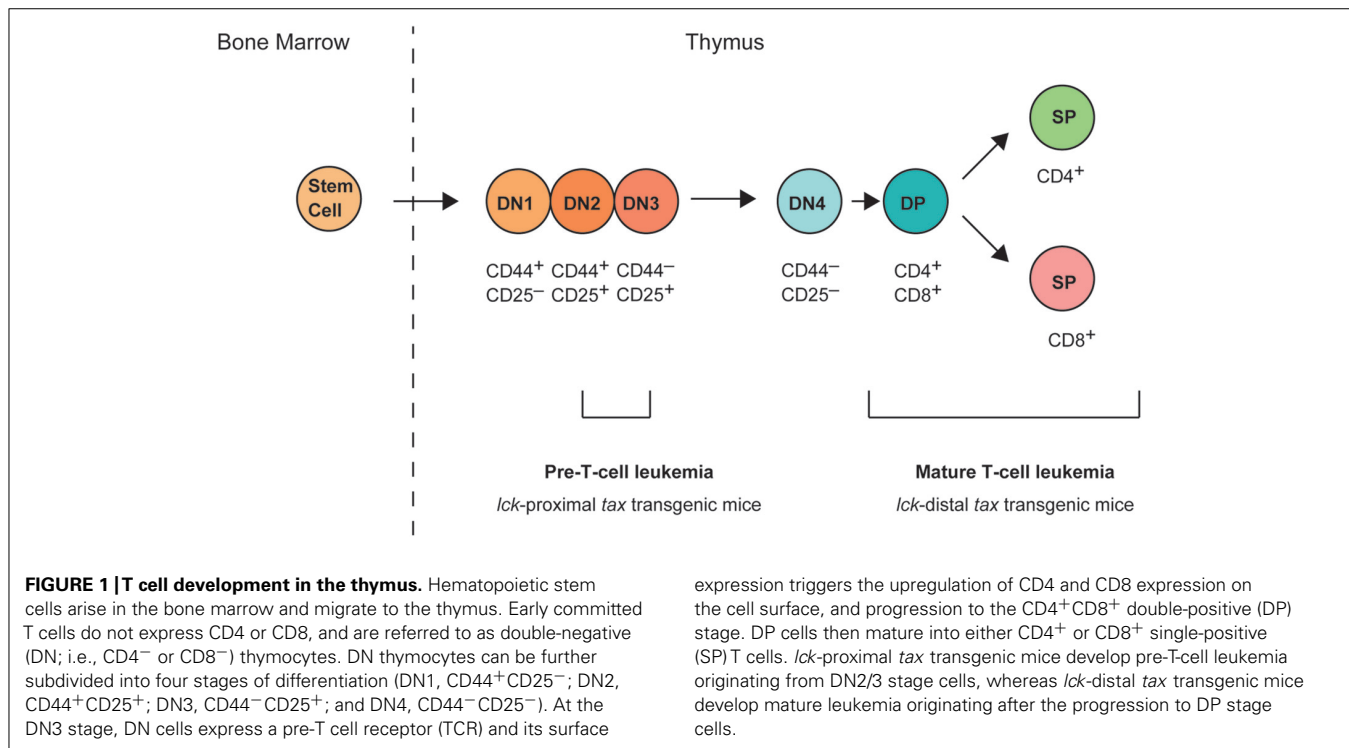 Bone Marrow
Thymus
Stem
Cell
DN1
DN2
DN3
DN4
DP
SP
CD4+
SP
CD8+
CD44+ CD44+ CD44−
CD25− CD25+ CD25+
CD44−
CD25−
CD4+
CD8+
Pre-T-cell leukemia
lck-proximal tax transgenic mice
Mature T-cell leukemia
lck-distal tax transgenic mice
FIGURE 1 | T cell development in the thymus. Hematopoietic stem
cells arise in the bone marrow and migrate to the thymus. Early committed
T cells do not express CD4 or CD8, and are referred to as double-negative
(DN; i.e., CD4− or CD8−) thymocytes. DN thymocytes can be further
subdivided into four stages of differentiation (DN1, CD44+CD25−; DN2,
CD44+CD25+; DN3, CD44−CD25+; and DN4, CD44−CD25−). At the
DN3 stage, DN cells express a pre-T cell receptor (TCR) and its surface
expression triggers the upregulation of CD4 and CD8 expression on
the cell surface, and progression to the CD4+CD8+ double-positive (DP)
stage. DP cells then mature into either CD4+ or CD8+ single-positive
(SP) T cells. lck-proximal tax transgenic mice develop pre-T-cell leukemia
originating from DN2/3 stage cells, whereas lck-distal tax transgenic mice
develop mature leukemia originating after the progression to DP stage
cells.